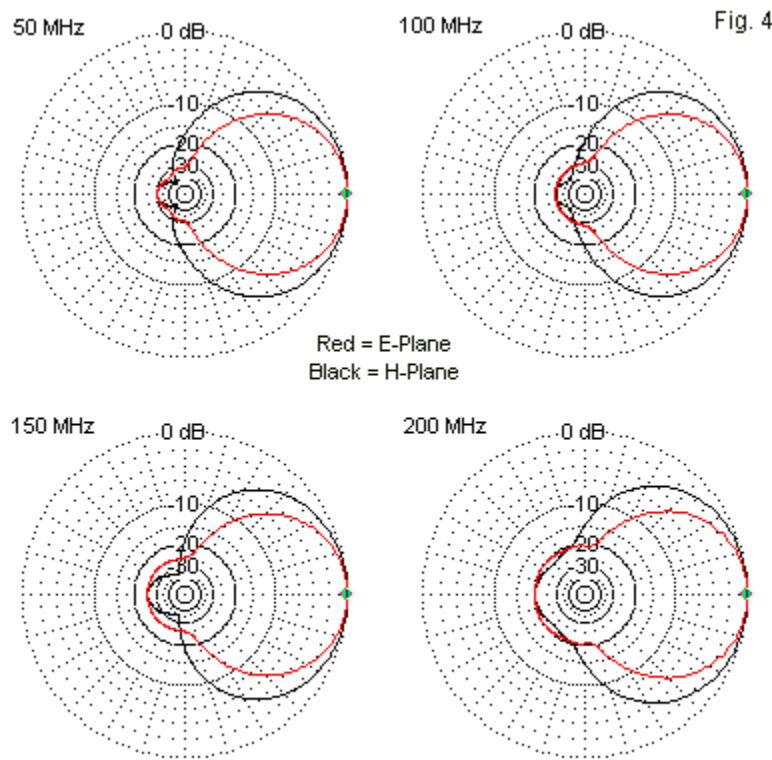 50 MHz
0 dB
100 MHz
0 dB
Fig. 4
-10
20
30
-10
20
30
Red = E-Plane
Black = H-Plane
150 MHz
0 dB
200 MHz
0 dB
-10
-20
-30
-10
-20
-30